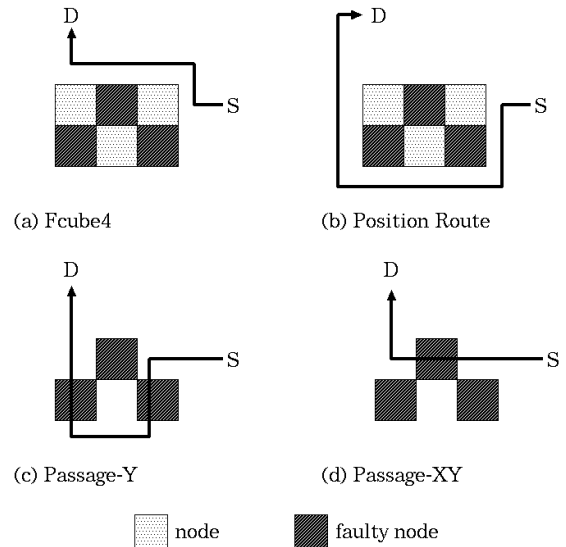 D
D
S
S
(a) Fcube4
(b) Position Route
D
D
S
S
(c) Passage-Y
(d) Passage-XY
node
faulty node